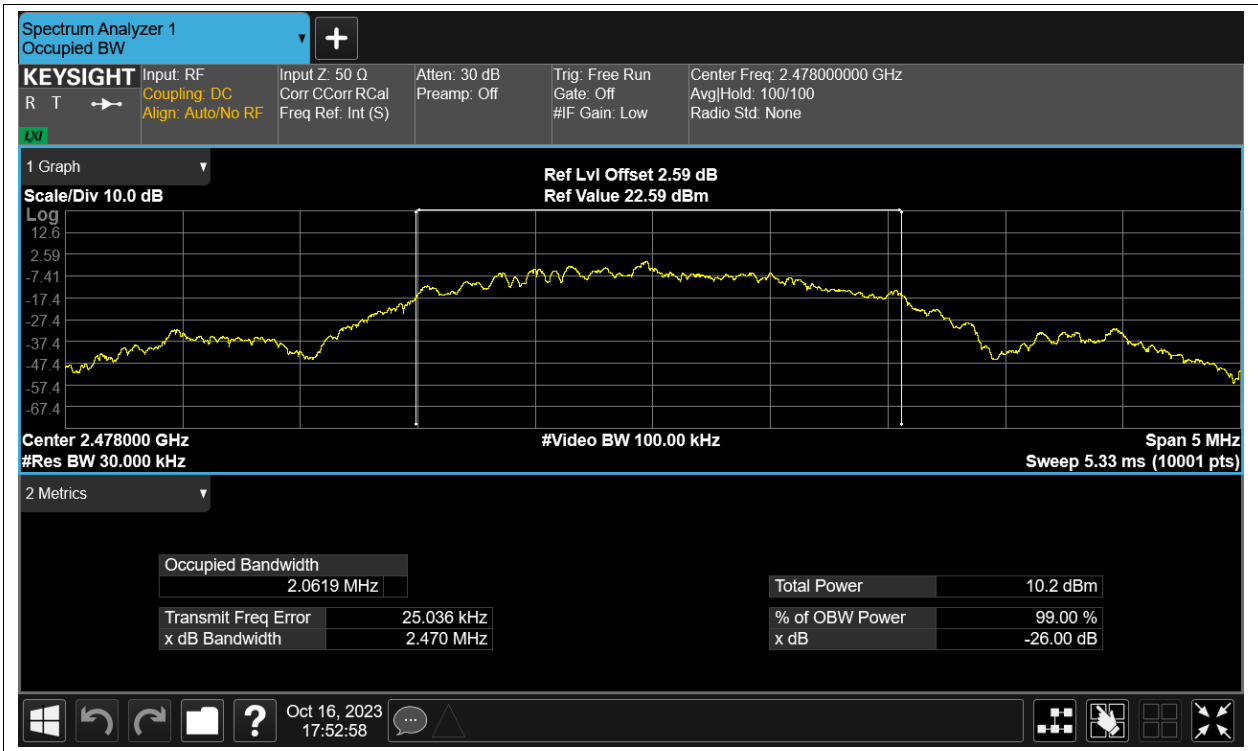 Spectrum Analyzer 1
Occupied BW
KEYSIGHT
R T
LXI
Input: RF
Coupling: DC
Align: Auto/No RF
Input Z: 50 Ω
Corr CCorr RCal
Freq Ref: Int (S)
Atten: 30 dB
Preamp: Off
Trig: Free Run
Gate: Off
#IF Gain: Low
Center Freq: 2.478000000 GHz
Avg|Hold: 100/100
Radio Std: None
1 Graph
Scale/Div 10.0 dB
Ref Lvl Offset 2.59 dB
Ref Value 22.59 dBm
Log
12.6
2.59
-7.41
-17.4
-27.4
-37.4
-47.4
-57.4
-67.4
Center 2.478000 GHz
#Res BW 30.000 kHz
#Video BW 100.00 kHz
Span 5 MHz
Sweep 5.33 ms (10001 pts)
2 Metrics
Occupied Bandwidth
2.0619 MHz
Transmit Freq Error 25.036 kHz
x dB Bandwidth 2.470 MHz
Total Power 10.2 dBm
% of OBW Power 99.00 %
x dB -26.00 dB
?
Oct 16, 2023
17:52:58